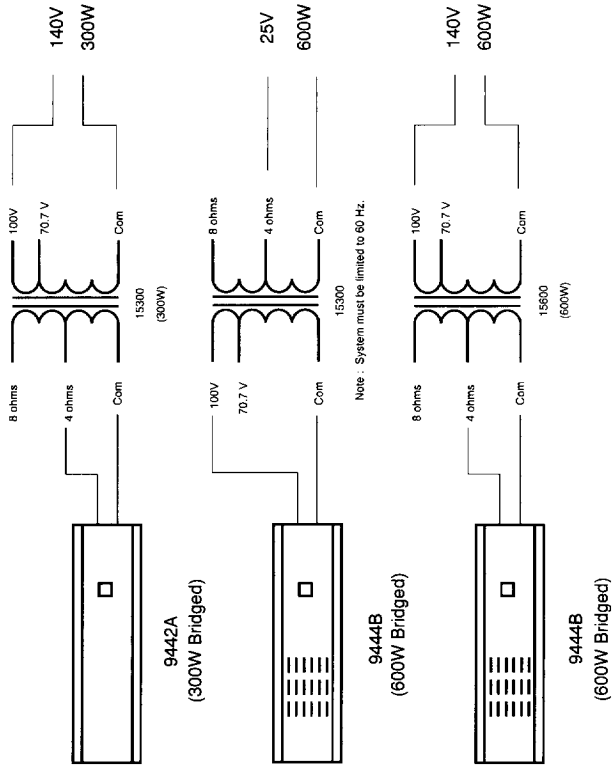 100V
70.7 V
Com
8 ohms
4 ohms
Com
15300
(300W)
140V
300W
9442A
(300W Bridged)
8 ohms
4 ohms
Com
100V
70.7 V
Com
15300
Note : System must be limited to 60 Hz.
25V
600W
9444B
(600W Bridged)
100V
70.7 V
Com
8 ohms
4 ohms
Com
15600
(600W)
140V
600W
9444B
(600W Bridged)